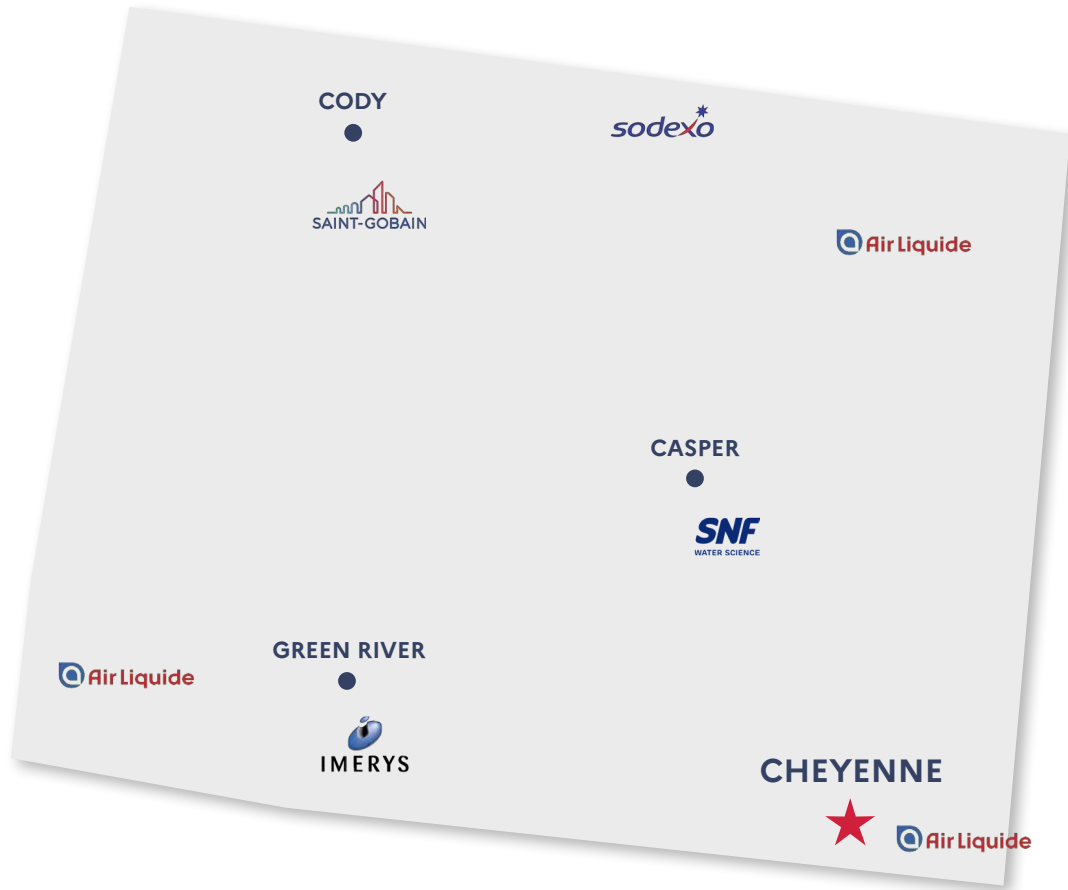 CODY
sodexo
SAINT-GOBAIN
Air Liquide
CASPER
SNF
WATER SCIENCE
GREEN RIVER
Air Liquide
IMERYS
CHEYENNE
Air Liquide